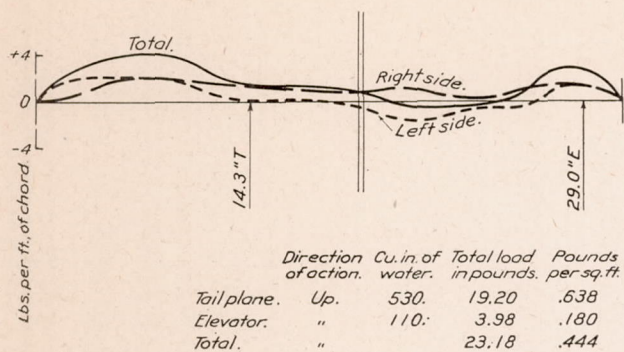 Total.
+4
Right side.
0
Left side.
-4
Lbs. per ft. of chord.
14.3"T
29.0"E
Direction of action. Cu. in. of water. Total load in pounds. Pounds per sq. ft.
Tail plane. Up. 530. 19.20 .638
Elevator. " 110. 3.98 .180
Total. " 23.18 .444